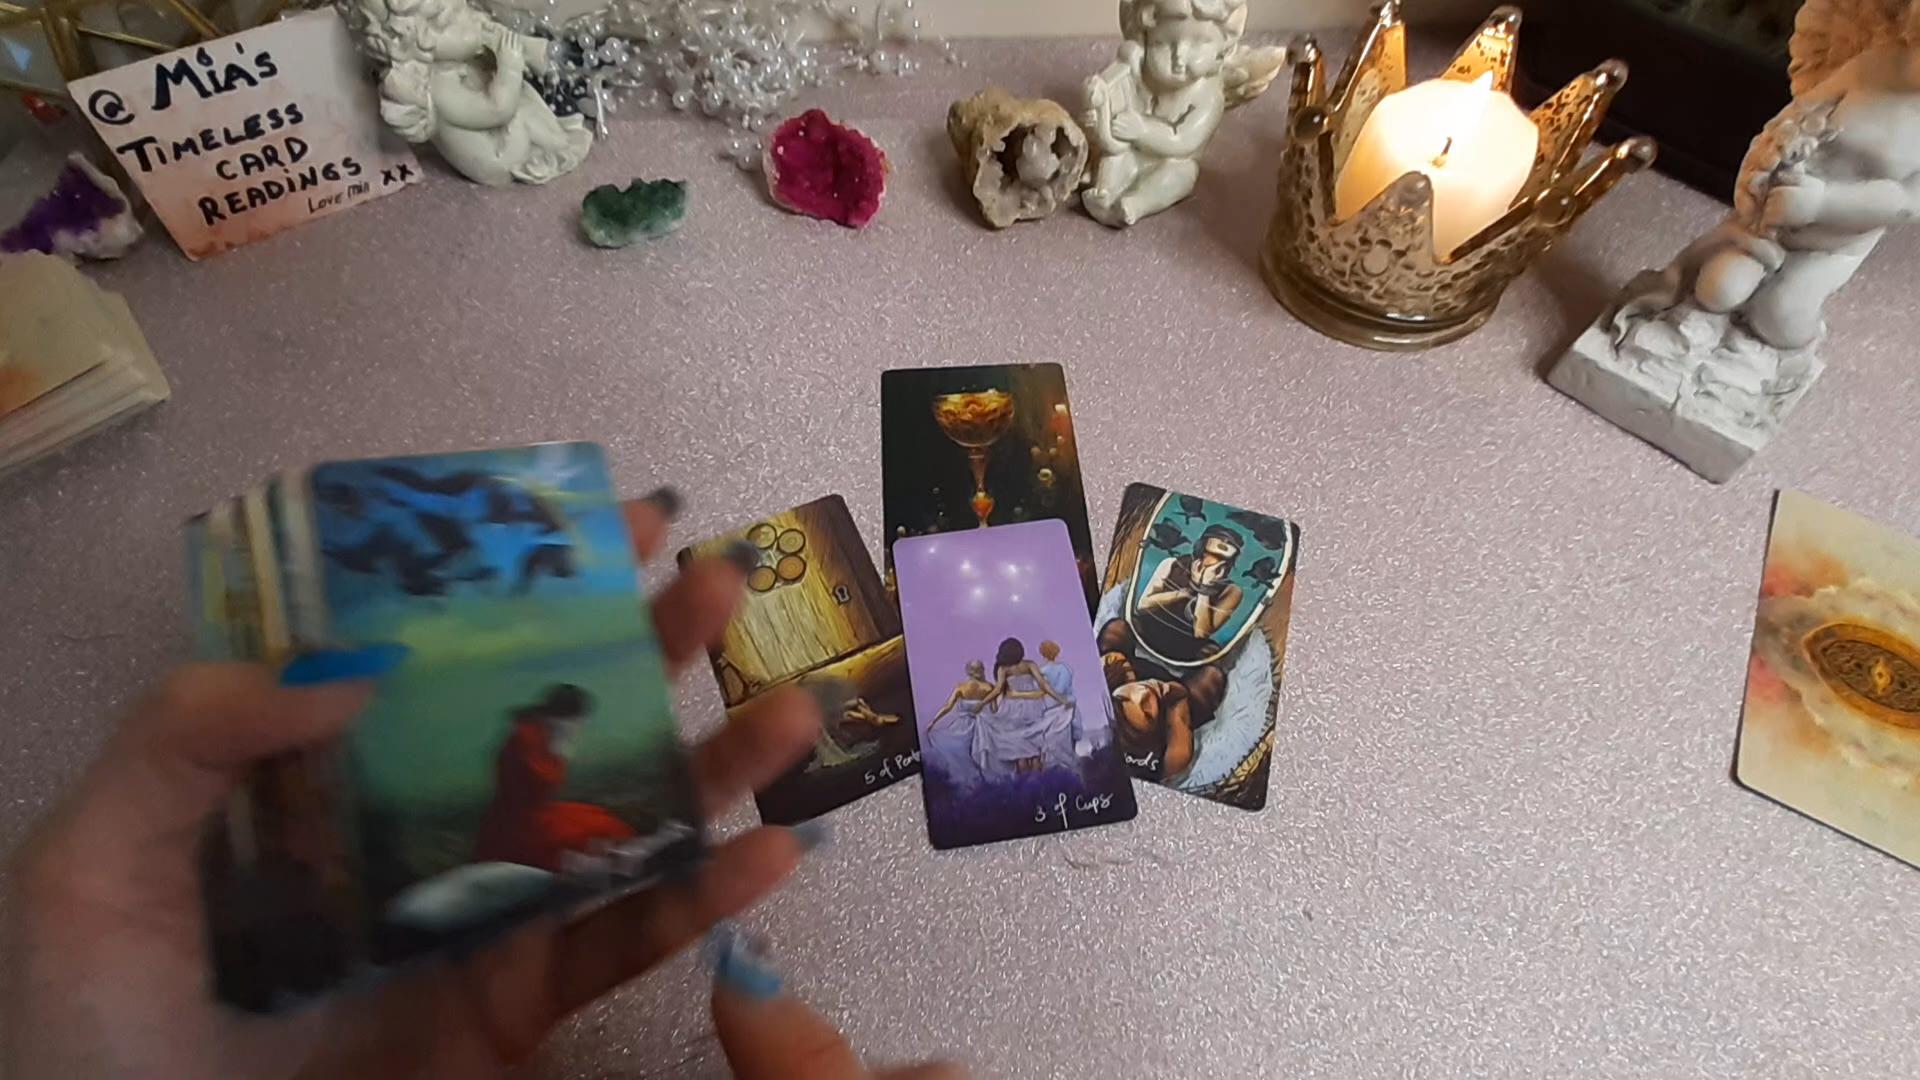 @ MiA's
TiMELESS
CARD
READiNGS
Love Mia xx
5 of Pent
3 of Cups
ords